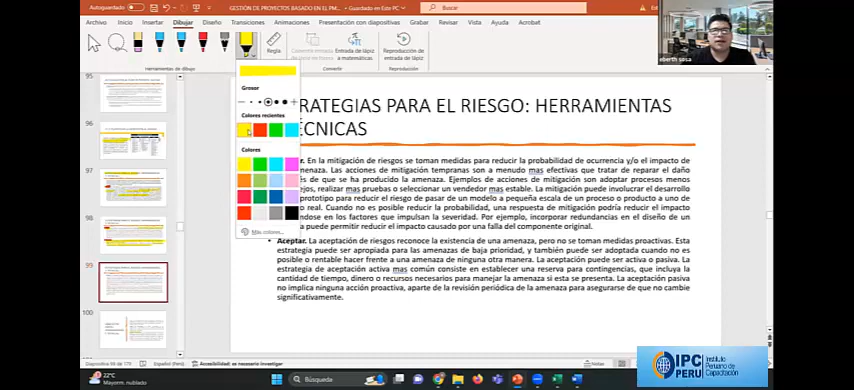 Autoguardado
GESTIÓN DE PROYECTOS BASADO EN EL PM...
• Guardado en Este PC
Buscar
Archivo Inicio Insertar Dibujar Diseño Transiciones Animaciones Presentación con diapositivas Grabar Revisar Vista Acrobat
Regla
Convertir
Entrada de lápiz
a matemáticas
Reproducción de
entrada de lápiz
Herramientas de dibujo
Convertir
Reproducción
eberth sosa
Grosor
Colores recientes
Colores
Más colores...
95
96
97
98
99
100
RATEGIAS PARA EL RIESGO: HERRAMIENTAS
ÉCNICAS
ar. En la mitigación de riesgos se toman medidas para reducir la probabilidad de ocurrencia y/o el impacto de
enaza. Las acciones de mitigación tempranas son a menudo mas efectivas que tratar de reparar el daño
és de que se ha producido la amenaza. Ejemplos de acciones de mitigación son adoptar procesos menos
ejos, realizar mas pruebas o seleccionar un vendedor mas estable. La mitigación puede involucrar el desarrollo
prototipo para reducir el riesgo de pasar de un modelo a pequeña escala de un proceso o producto a uno de
o real. Cuando no es posible reducir la probabilidad, una respuesta de mitigación podría reducir el impacto
ndose en los factores que impulsan la severidad. Por ejemplo, incorporar redundancias en el diseño de un
a puede permitir reducir el impacto causado por una falla del componente original.
• Aceptar. La aceptación de riesgos reconoce la existencia de una amenaza, pero no se toman medidas proactivas. Esta
estrategia puede ser apropiada para las amenazas de baja prioridad, y también puede ser adoptada cuando no es
posible o rentable hacer frente a una amenaza de ninguna otra manera. La aceptación puede ser activa o pasiva. La
estrategia de aceptación activa mas común consiste en establecer una reserva para contingencias, que incluya la
cantidad de tiempo, dinero o recursos necesarios para manejar la amenaza si esta se presenta. La aceptación pasiva
no implica ninguna acción proactiva, aparte de la revisión periódica de la amenaza para asegurarse de que no cambie
significativamente.
Diapositiva 99 de 179 Español (Perú) Accesibilidad: es necesario investigar
Notas
22°C
Mayorm. nublado
Búsqueda
IPC
PERÚ
Instituto
Peruano de
Capacitación